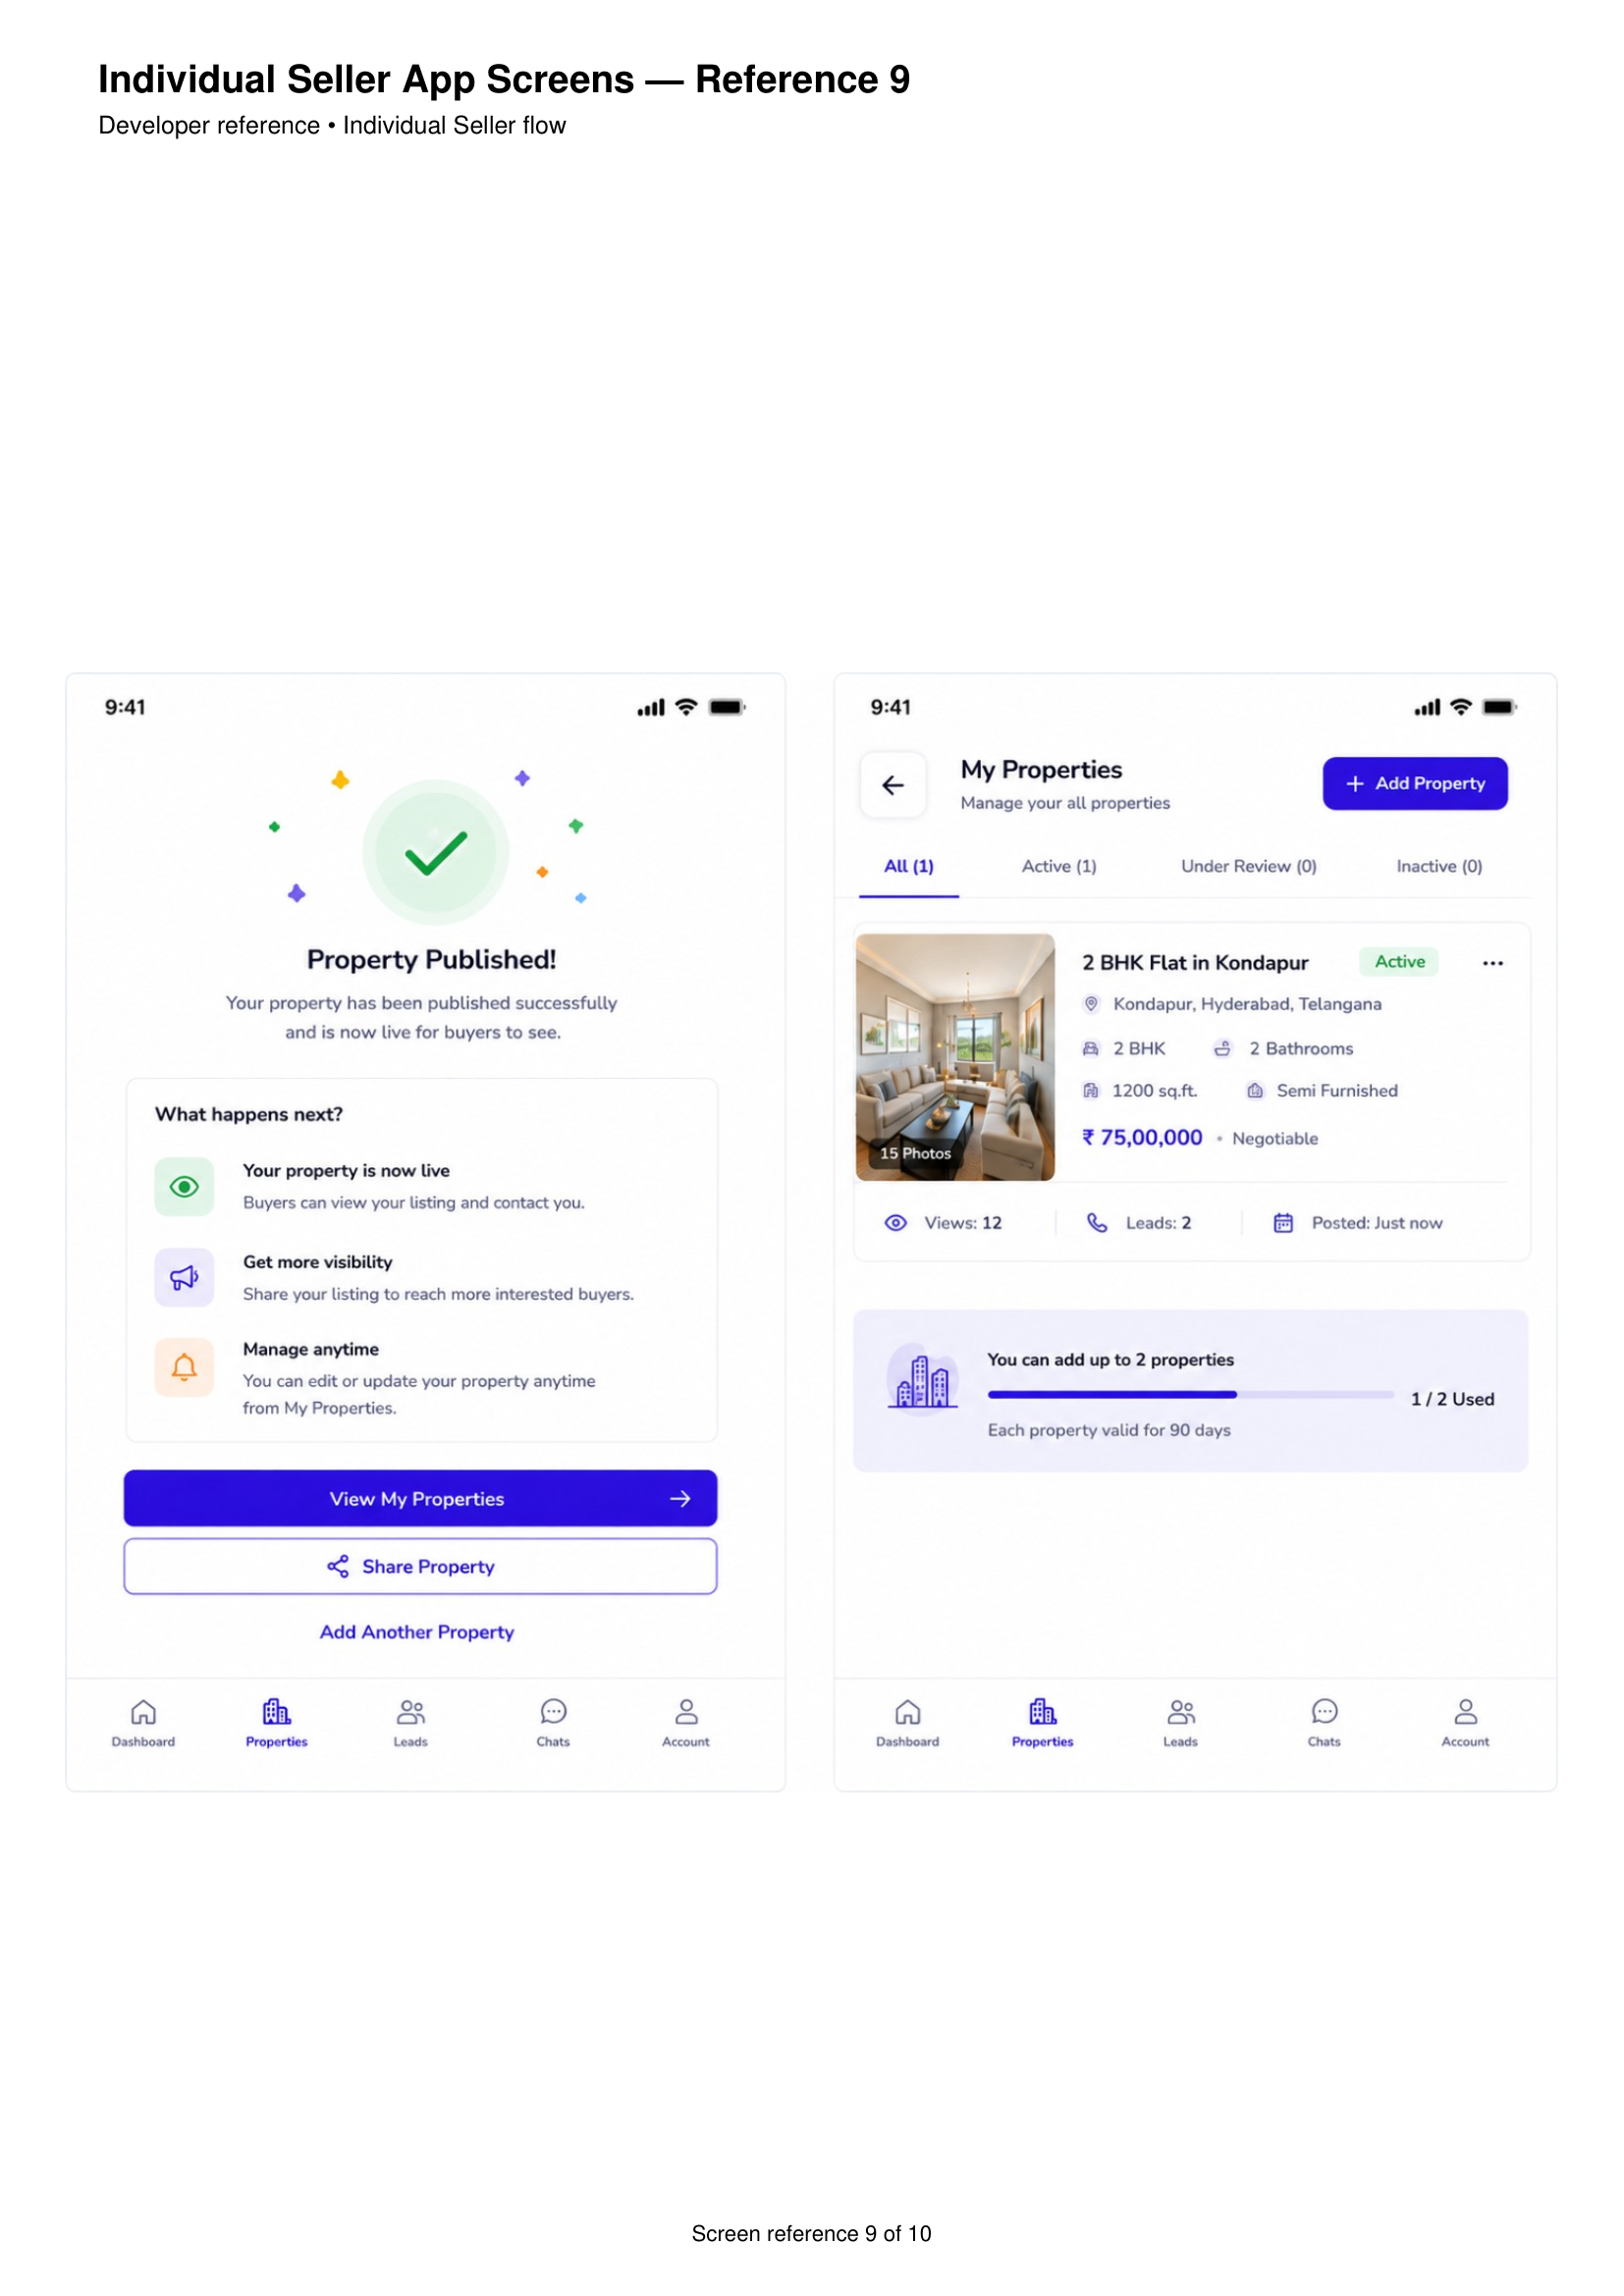 Individual Seller App Screens — Reference 9
Developer reference • Individual Seller flow
9:41
Property Published!
Your property has been published successfully
and is now live for buyers to see.
What happens next?
Your property is now live
Buyers can view your listing and contact you.
Get more visibility
Share your listing to reach more interested buyers.
Manage anytime
You can edit or update your property anytime
from My Properties.
View My Properties
Share Property
Add Another Property
Dashboard Properties Leads Chats Account
9:41
My Properties
Manage your all properties
+ Add Property
All (1) Active (1) Under Review (0) Inactive (0)
2 BHK Flat in Kondapur Active
Kondapur, Hyderabad, Telangana
2 BHK 2 Bathrooms
1200 sq.ft. Semi Furnished
₹ 75,00,000 • Negotiable
15 Photos
Views: 12 Leads: 2 Posted: Just now
You can add up to 2 properties
1 / 2 Used
Each property valid for 90 days
Dashboard Properties Leads Chats Account
Screen reference 9 of 10